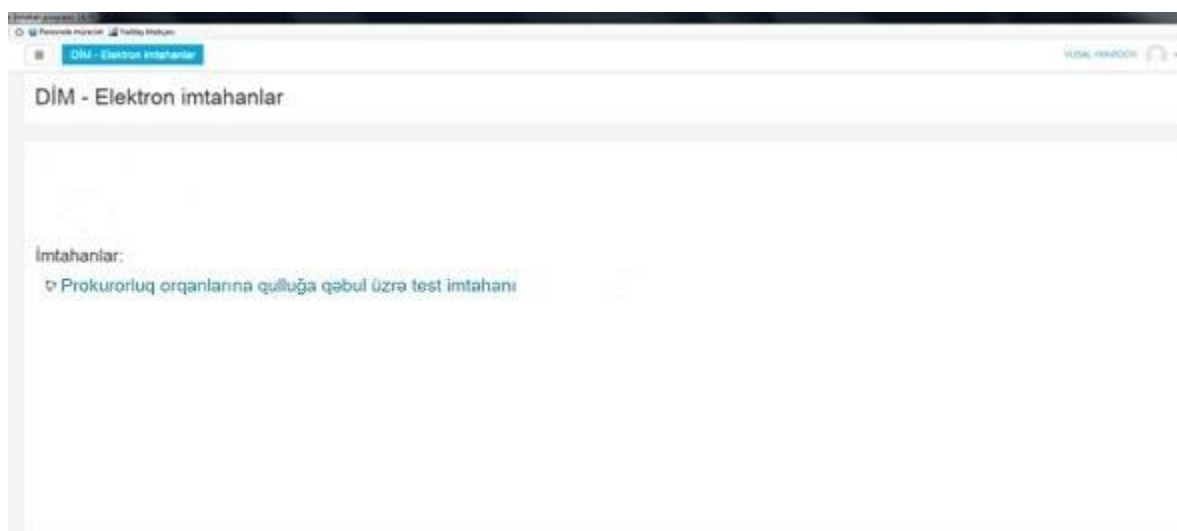 DİM - Elektron imtahanlar
DİM - Elektron imtahanlar
İmtahanlar:
Prokurorluq orqanlarına qulluğa qəbul üzrə test imtahanı